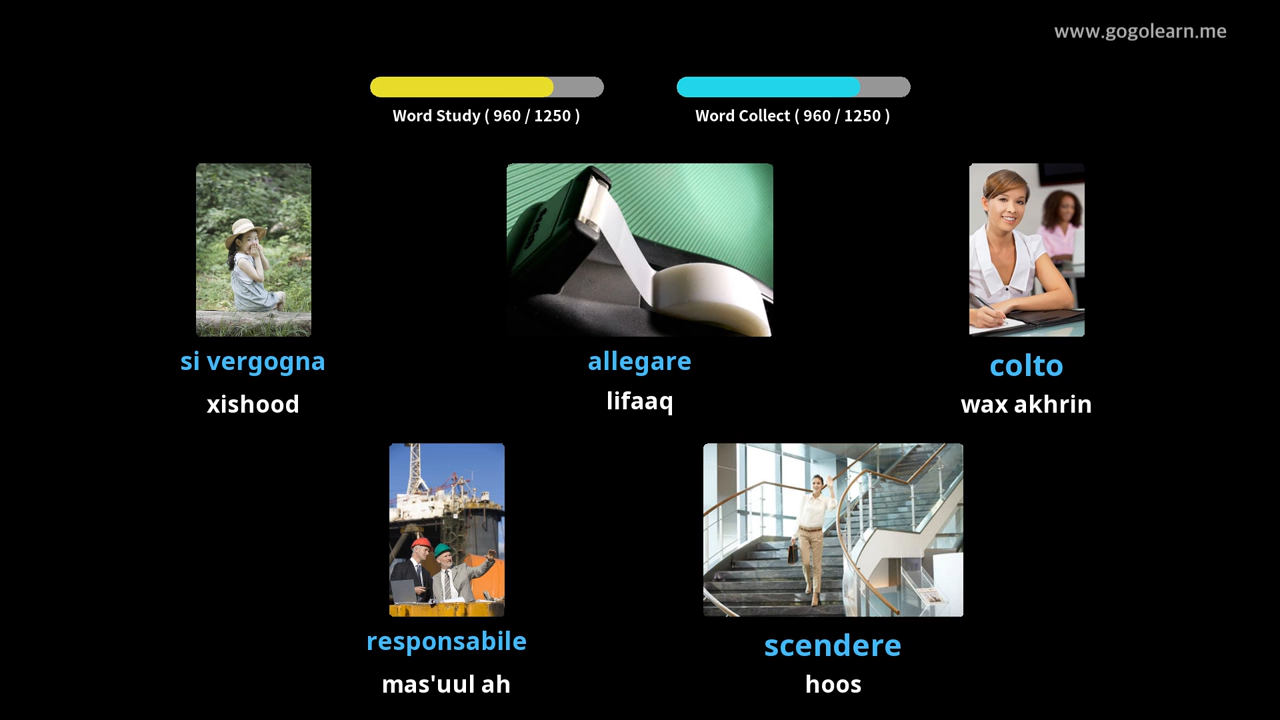 www.gogolearn.me
Word Study ( 960 / 1250 )
Word Collect ( 960 / 1250 )
si vergogna
xishood
allegare
lifaaq
colto
wax akhrin
responsabile
mas'uul ah
scendere
hoos